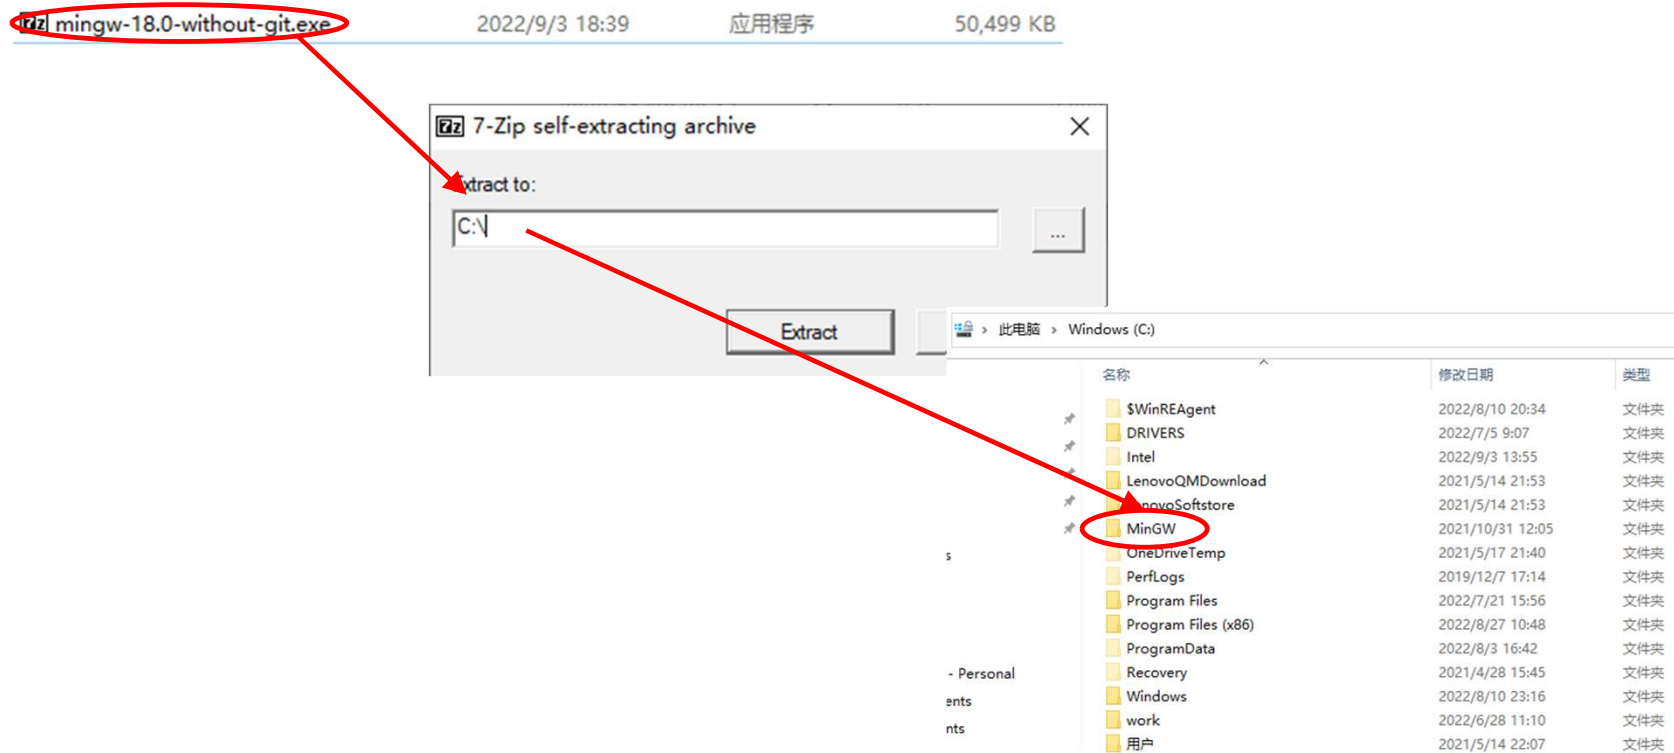 mingw-18.0-without-git.exe 2022/9/3 18:39 应用程序 50,499 KB
7-Zip self-extracting archive
Extract to:
C:\
...
Extract
此电脑 › Windows (C:)
名称 修改日期 类型
$WinREAgent 2022/8/10 20:34 文件夹
DRIVERS 2022/7/5 9:07 文件夹
Intel 2022/9/3 13:55 文件夹
LenovoQMDownload 2021/5/14 21:53 文件夹
LenovoSoftstore 2021/5/14 21:53 文件夹
MinGW 2021/10/31 12:05 文件夹
OneDriveTemp 2021/5/17 21:40 文件夹
PerfLogs 2019/12/7 17:14 文件夹
Program Files 2022/7/21 15:56 文件夹
Program Files (x86) 2022/8/27 10:48 文件夹
ProgramData 2022/8/3 16:42 文件夹
- Personal
Recovery 2021/4/28 15:45 文件夹
ents
Windows 2022/8/10 23:16 文件夹
nts
work 2022/6/28 11:10 文件夹
用户 2021/5/14 22:07 文件夹